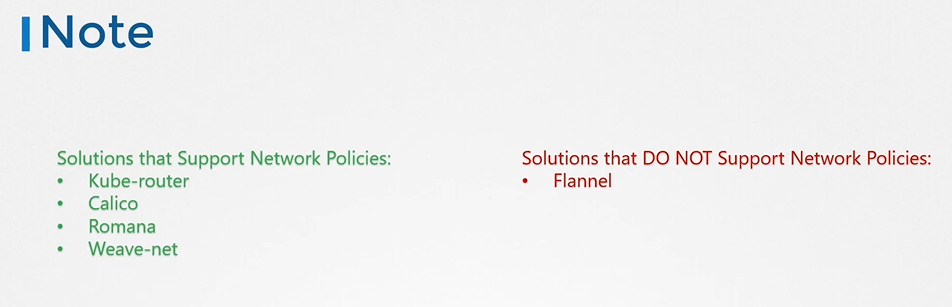 Note
Solutions that Support Network Policies:
• Kube-router
• Calico
• Romana
• Weave-net
Solutions that DO NOT Support Network Policies:
• Flannel